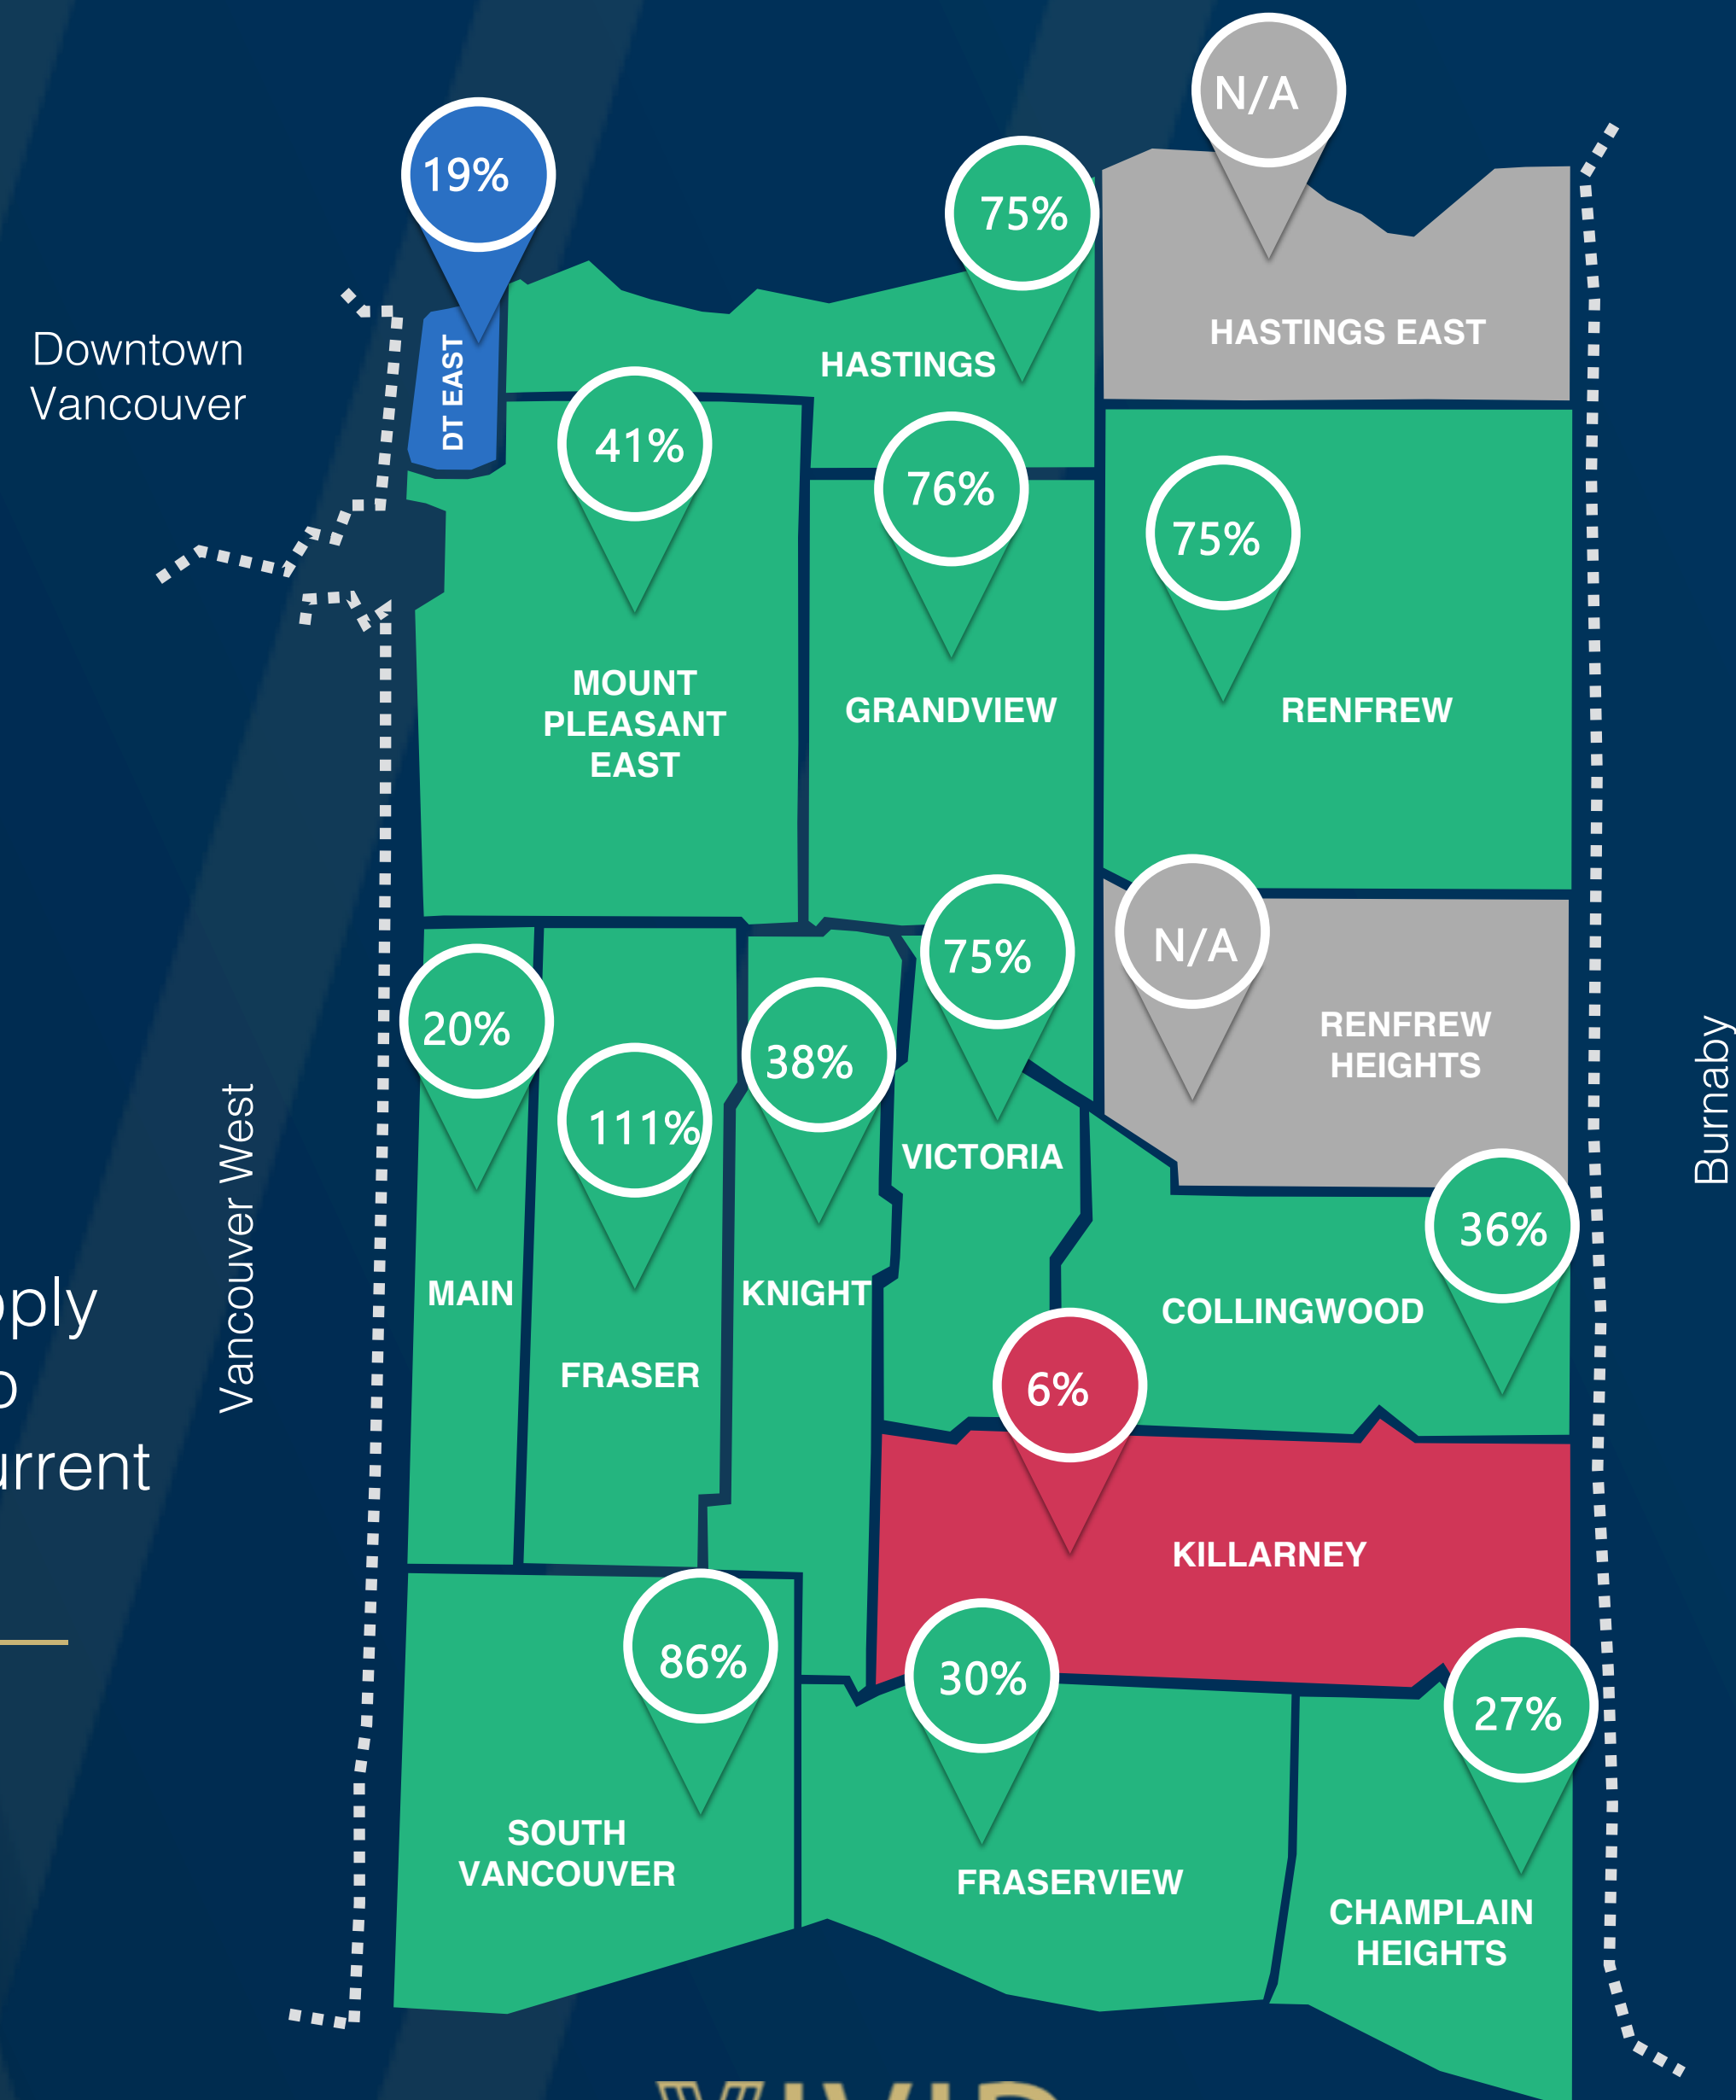 N/A
19%
75%
HASTINGS EAST
Downtown
Vancouver
DT EAST
HASTINGS
41%
76%
75%
MOUNT
PLEASANT
EAST
GRANDVIEW
RENFREW
N/A
75%
20%
38%
111%
RENFREW
HEIGHTS
Burnaby
Vancouver West
VICTORIA
36%
MAIN
KNIGHT
COLLINGWOOD
FRASER
6%
KILLARNEY
86%
30%
27%
SOUTH
VANCOUVER
FRASERVIEW
CHAMPLAIN
HEIGHTS
VIVID